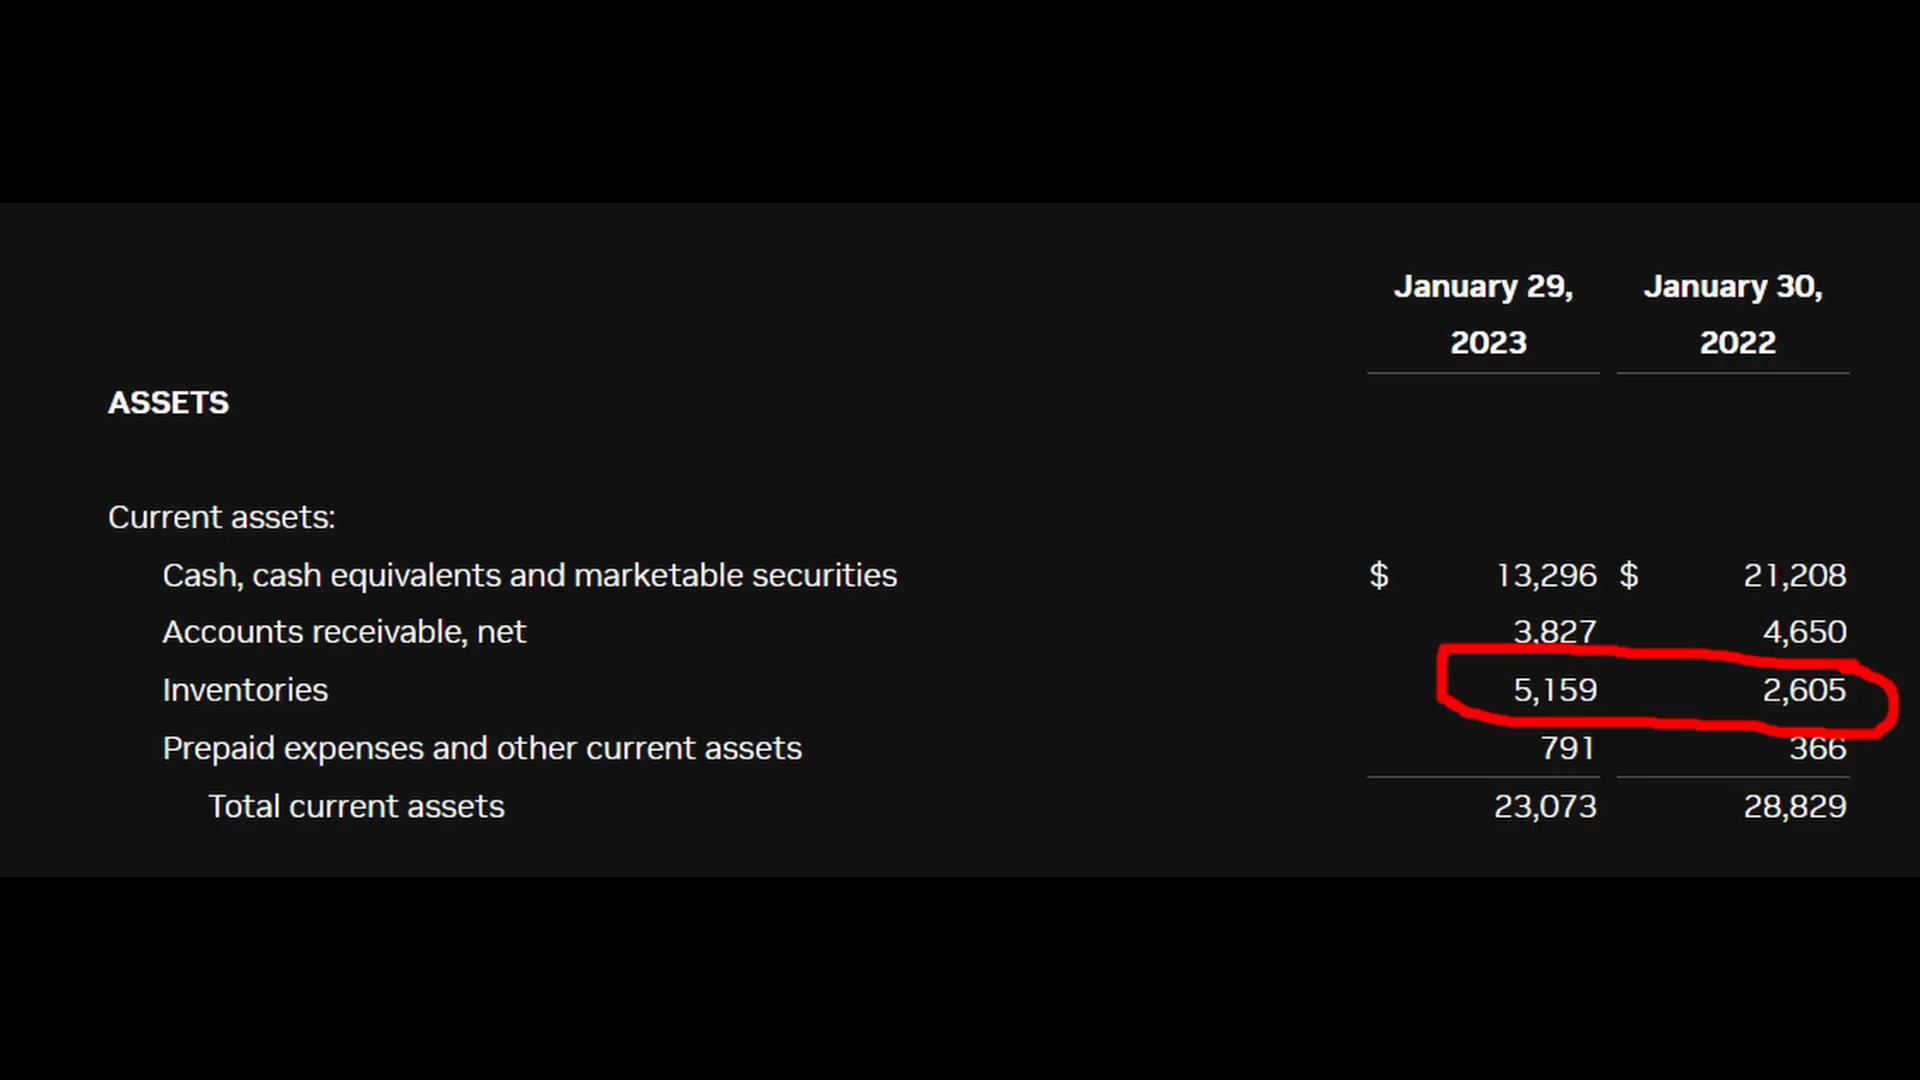 January 29, January 30,
2023 2022
ASSETS
Current assets:
Cash, cash equivalents and marketable securities $ 13,296 $ 21,208
Accounts receivable, net 3,827 4,650
Inventories 5,159 2,605
Prepaid expenses and other current assets 791 366
Total current assets 23,073 28,829